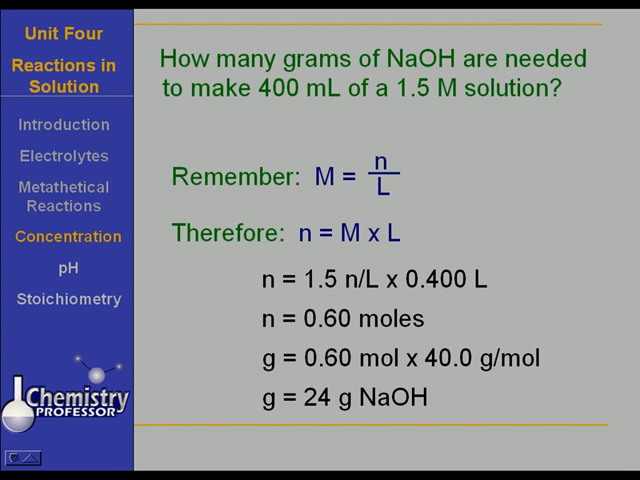 Unit Four
Reactions in
Solution
Introduction
Electrolytes
Metathetical
Reactions
Concentration
pH
Stoichiometry
Chemistry
PROFESSOR
How many grams of NaOH are needed
to make 400 mL of a 1.5 M solution?
Remember: M = n
L
Therefore: n = M x L
n = 1.5 n/L x 0.400 L
n = 0.60 moles
g = 0.60 mol x 40.0 g/mol
g = 24 g NaOH